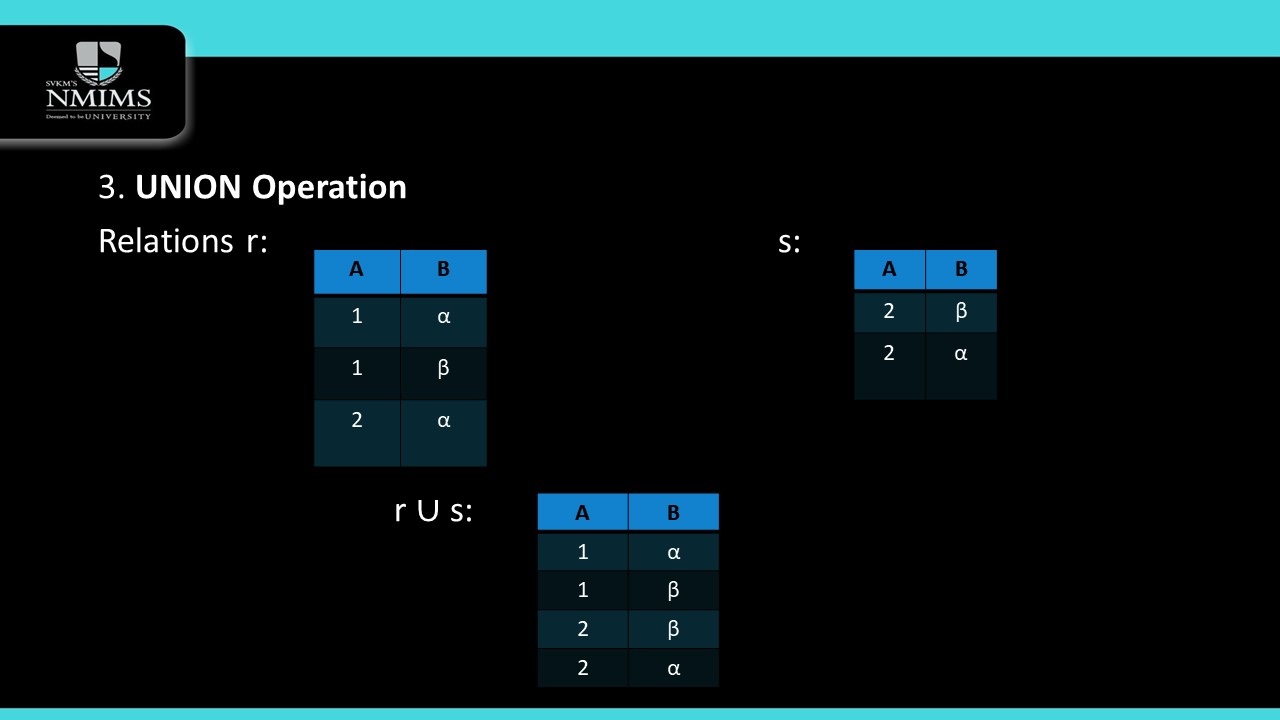 SVKM'S
NMIMS
Deemed to be UNIVERSITY
3. UNION Operation
Relations r:
s:
A B
1 α
1 β
2 α
A B
2 β
2 α
r U s:
A B
1 α
1 β
2 β
2 α